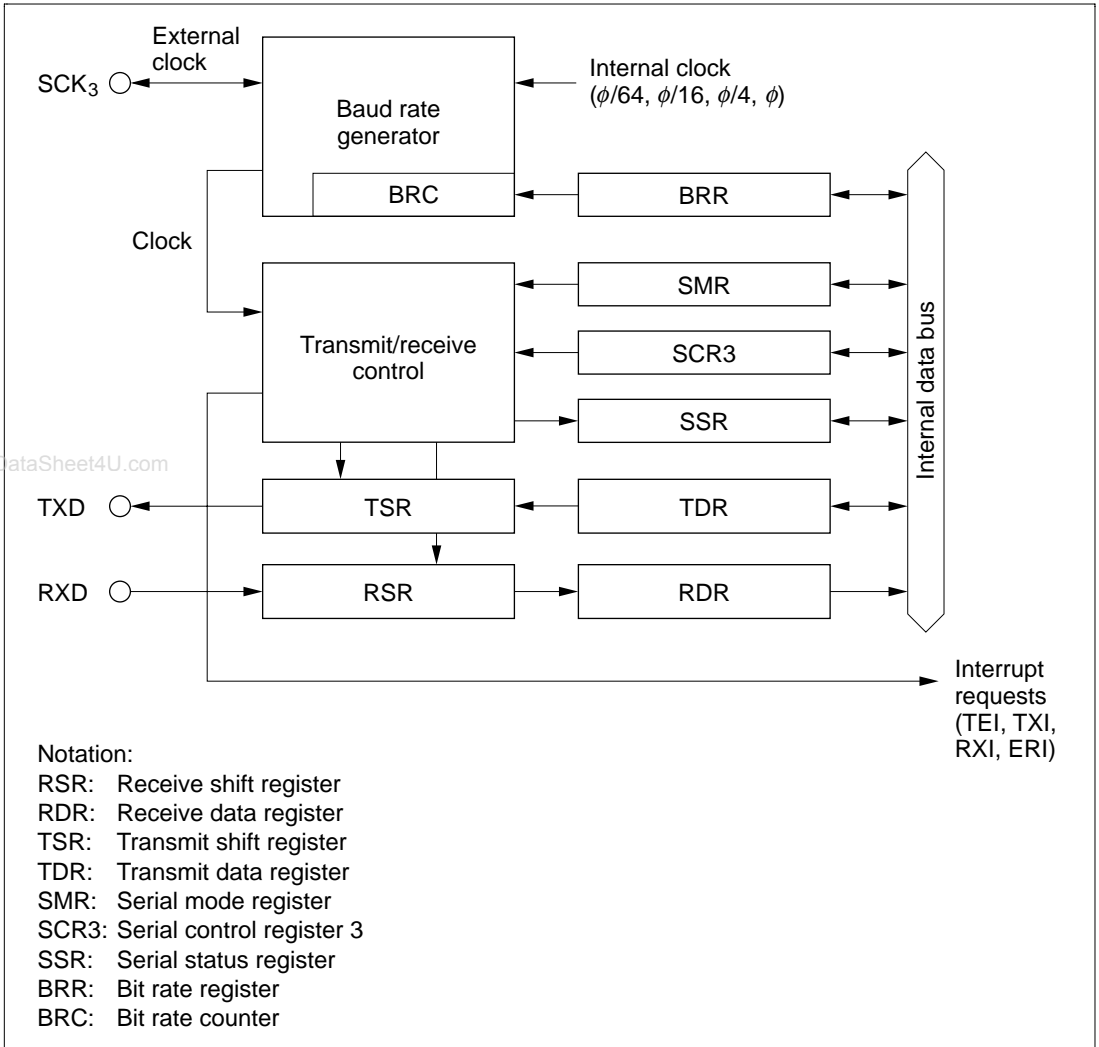 External
clock
SCK3
Internal clock
(ϕ/64, ϕ/16, ϕ/4, ϕ)
Baud rate
generator
BRC
BRR
Clock
SMR
Transmit/receive
control
SCR3
SSR
Internal data bus
DataSheet4U.com
TXD
TSR
TDR
RXD
RSR
RDR
Interrupt
requests
(TEI, TXI,
RXI, ERI)
Notation:
RSR: Receive shift register
RDR: Receive data register
TSR: Transmit shift register
TDR: Transmit data register
SMR: Serial mode register
SCR3: Serial control register 3
SSR: Serial status register
BRR: Bit rate register
BRC: Bit rate counter